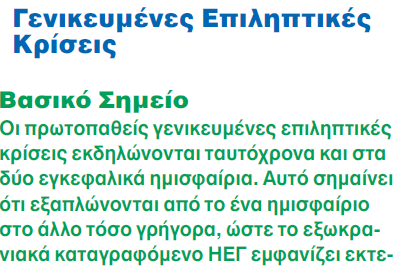 Γενικευμένες Επιληπτικές
Κρίσεις
Βασικό Σημείο
Οι πρωτοπαθείς γενικευμένες επιληπτικές
κρίσεις εκδηλώνονται ταυτόχρονα και στα
δύο εγκεφαλικά ημισφαίρια. Αυτό σημαίνει
ότι εξαπλώνονται από το ένα ημισφαίριο
στο άλλο τόσο γρήγορα, ώστε το εξωκρα-
νιακά καταγραφόμενο ΗΕΓ εμφανίζει εκτε-